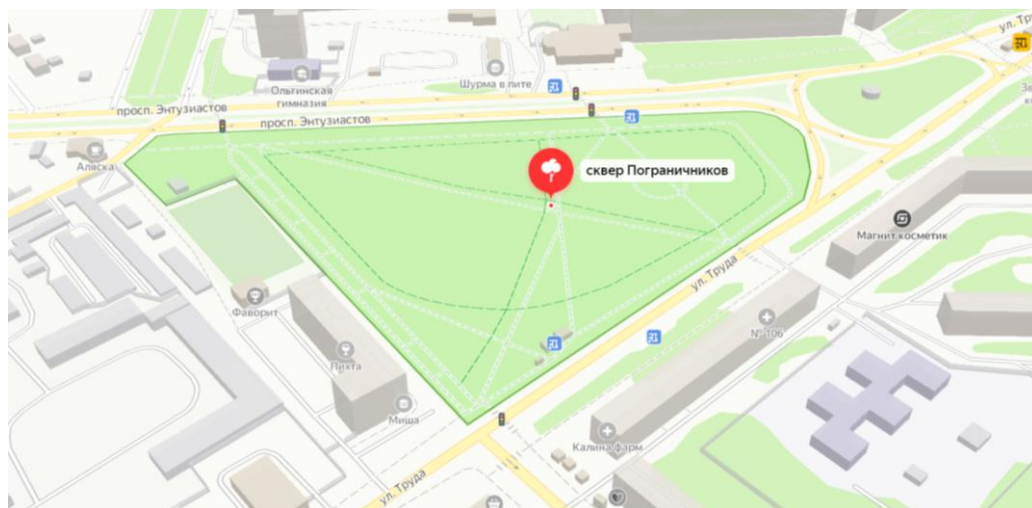 ул. Тр
Шурма в пите
Ольгинская
гимназия
просп. Энтузиастов
просп. Энтузиастов
Аляска
сквер Пограничников
Магнит косметик
ул. Труда
Фаворит
№ 106
Пихта
Миша
Калина фарм
ул. Труда